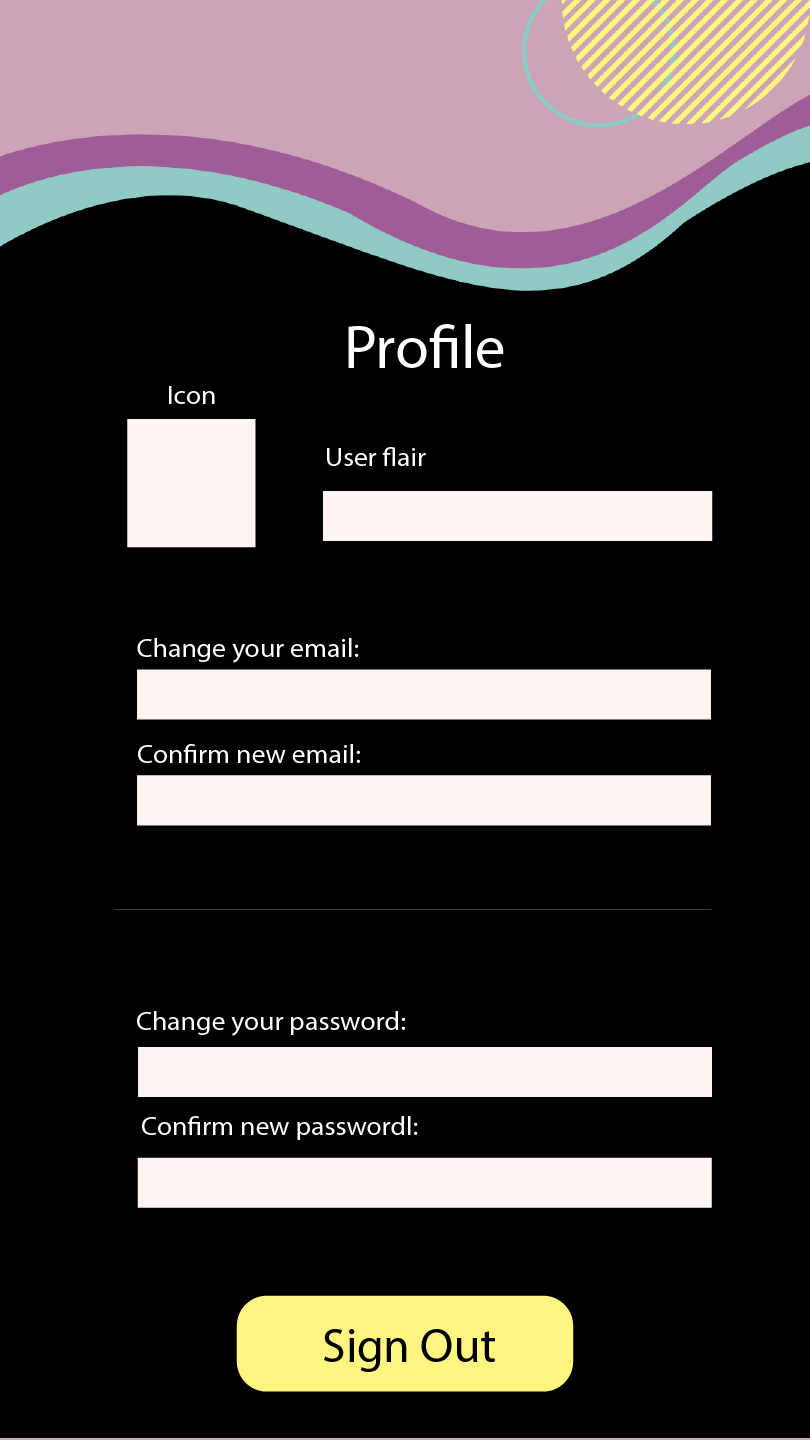 Profile
Icon
User flair
Change your email:
Confirm new email:
Change your password:
Confirm new passwordl:
Sign Out